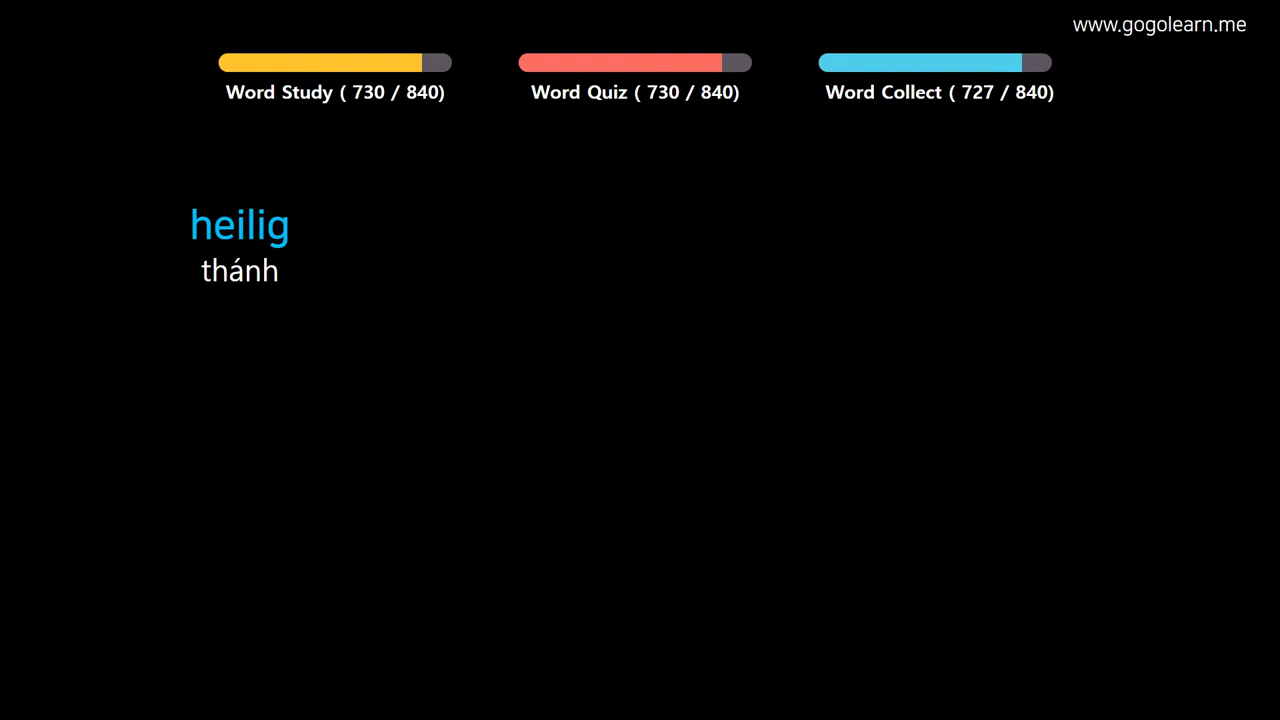 www.gogolearn.me
Word Study ( 730 / 840)
Word Quiz ( 730 / 840)
Word Collect ( 727 / 840)
heilig
thánh